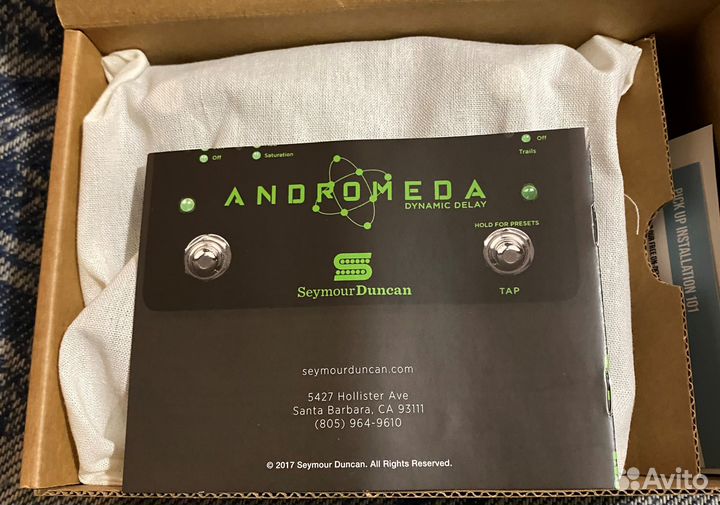 Off
Saturation
Off
Trails
ANDROMEDA
DYNAMIC DELAY
HOLD FOR PRESETS
S
Seymour Duncan
TAP
seymourduncan.com
5427 Hollister Ave
Santa Barbara, CA 93111
(805) 964-9610
© 2017 Seymour Duncan. All Rights Reserved.
PICK UP INSTALLATION 101
Avito